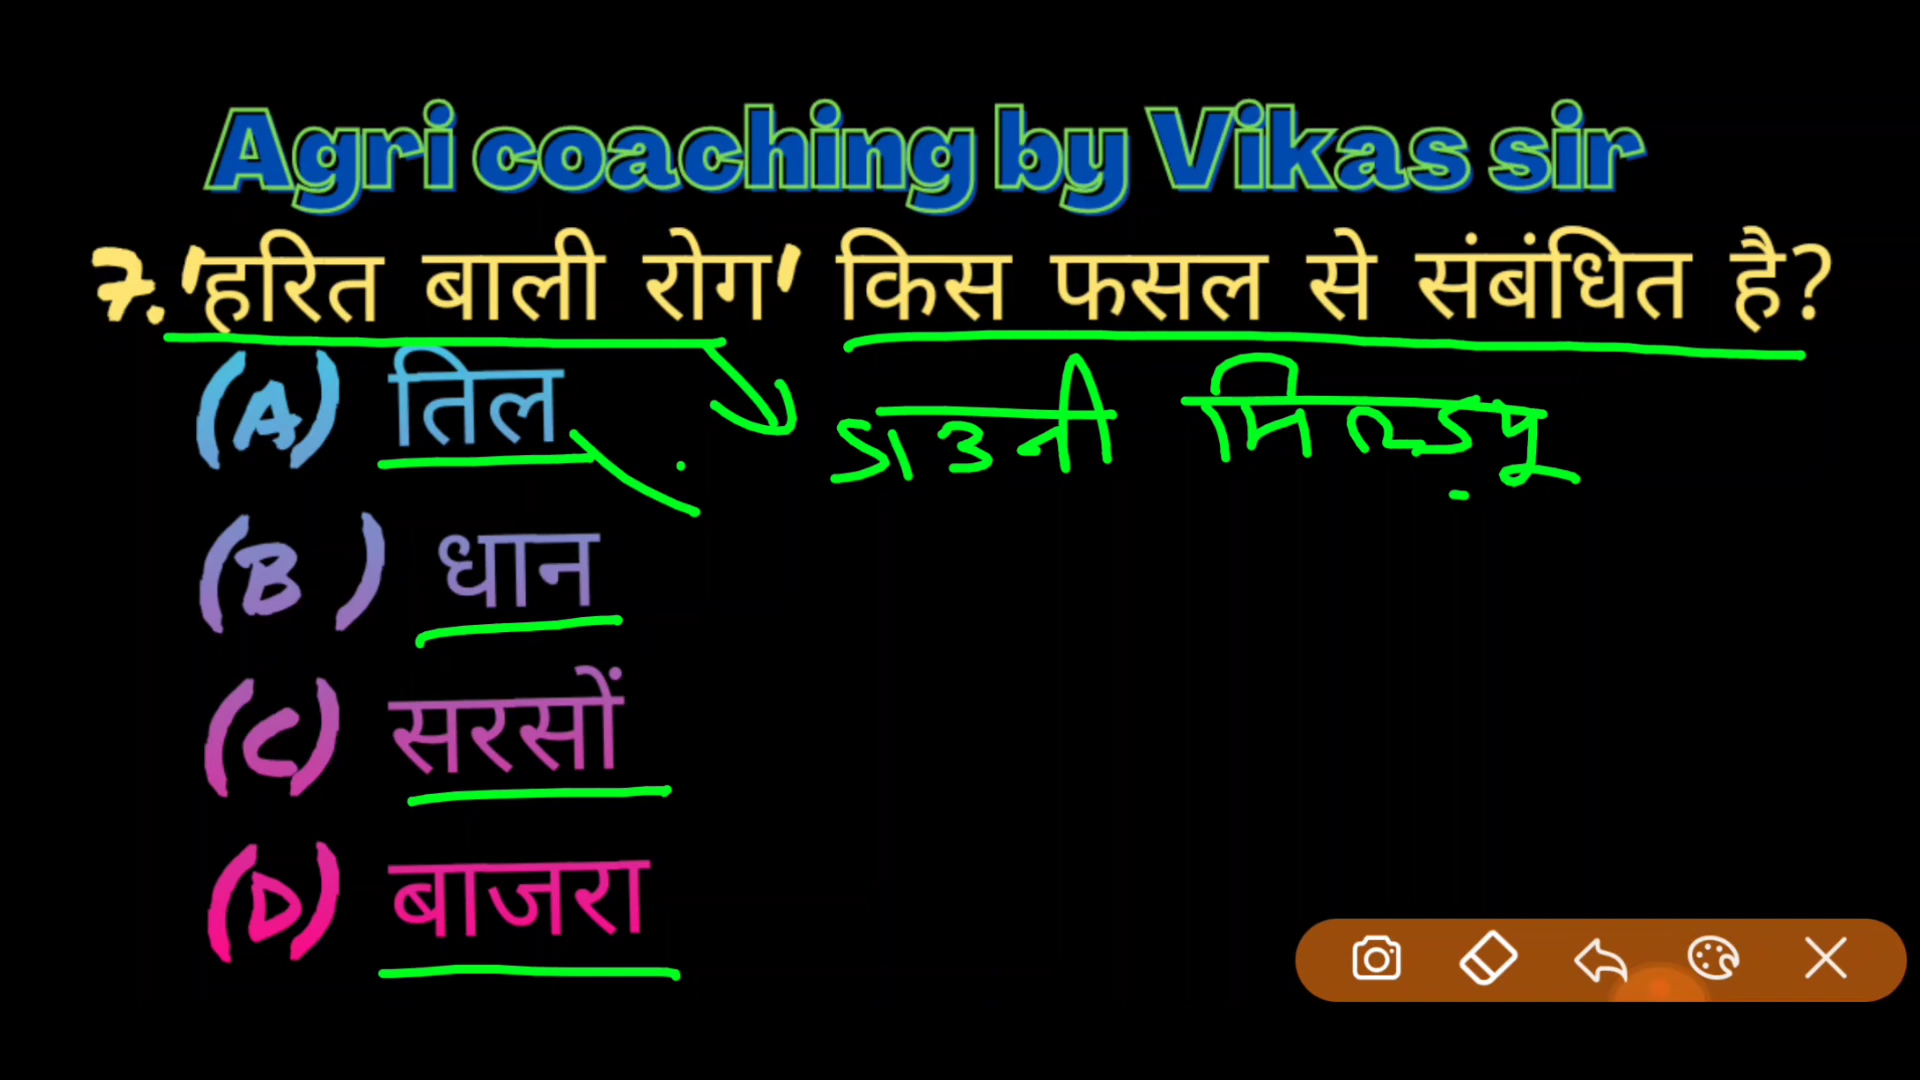 Agri coaching by Vikas sir
7. 'हरित बाली रोग' किस फसल से संबंधित है?
(A) तिल
डाउनी मिल्ड्यू
(B) धान
(C) सरसों
(D) बाजरा